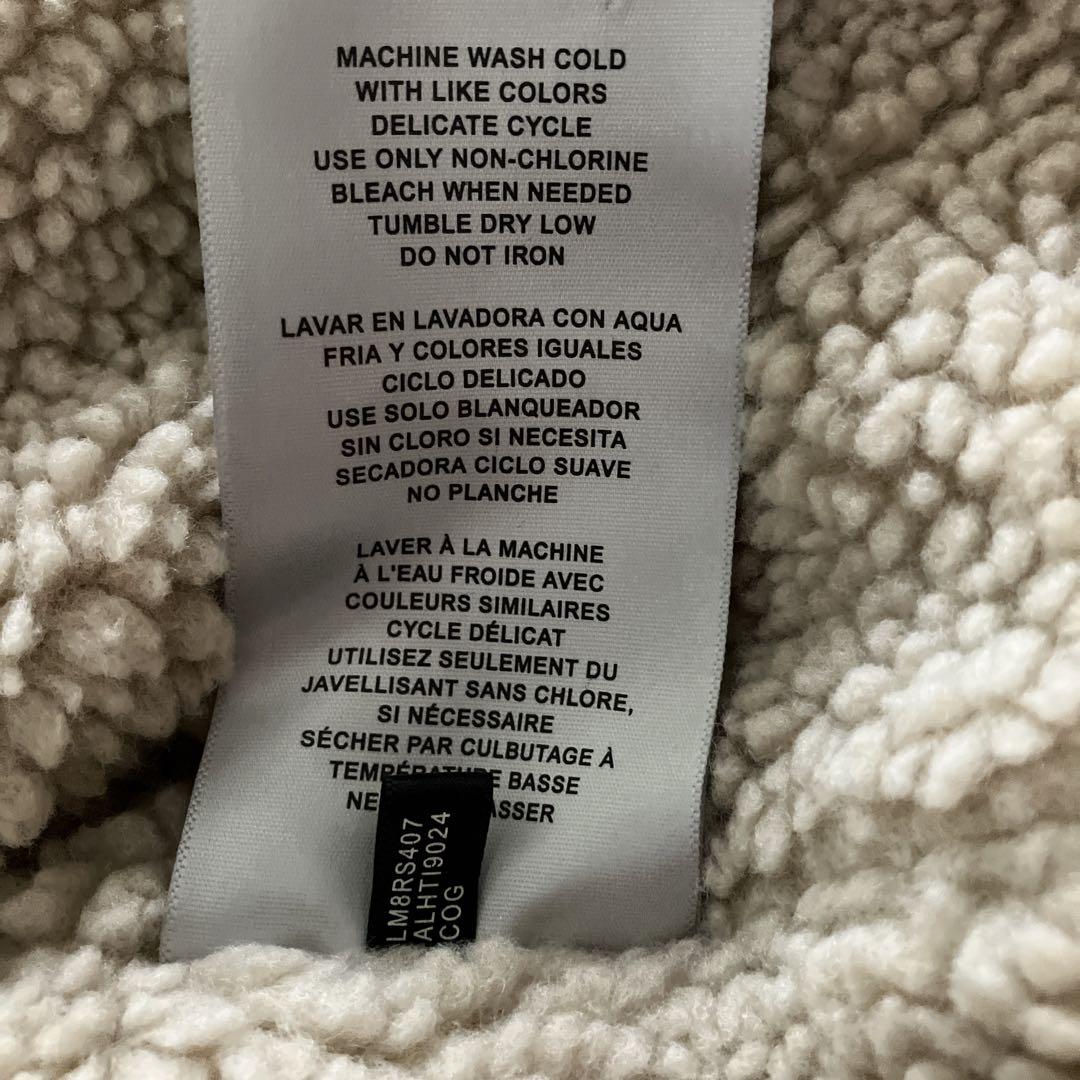 MACHINE WASH COLD
WITH LIKE COLORS
DELICATE CYCLE
USE ONLY NON-CHLORINE
BLEACH WHEN NEEDED
TUMBLE DRY LOW
DO NOT IRON
LAVAR EN LAVADORA CON AQUA
FRIA Y COLORES IGUALES
CICLO DELICADO
USE SOLO BLANQUEADOR
SIN CLORO SI NECESITA
SECADORA CICLO SUAVE
NO PLANCHE
LAVER À LA MACHINE
À L'EAU FROIDE AVEC
COULEURS SIMILAIRES
CYCLE DÉLICAT
UTILISEZ SEULEMENT DU
JAVELLISANT SANS CHLORE,
SI NÉCESSAIRE
SÉCHER PAR CULBUTAGE À
TEMPÉRATURE BASSE
NE
LM8RS407
ALHTI9024
COG